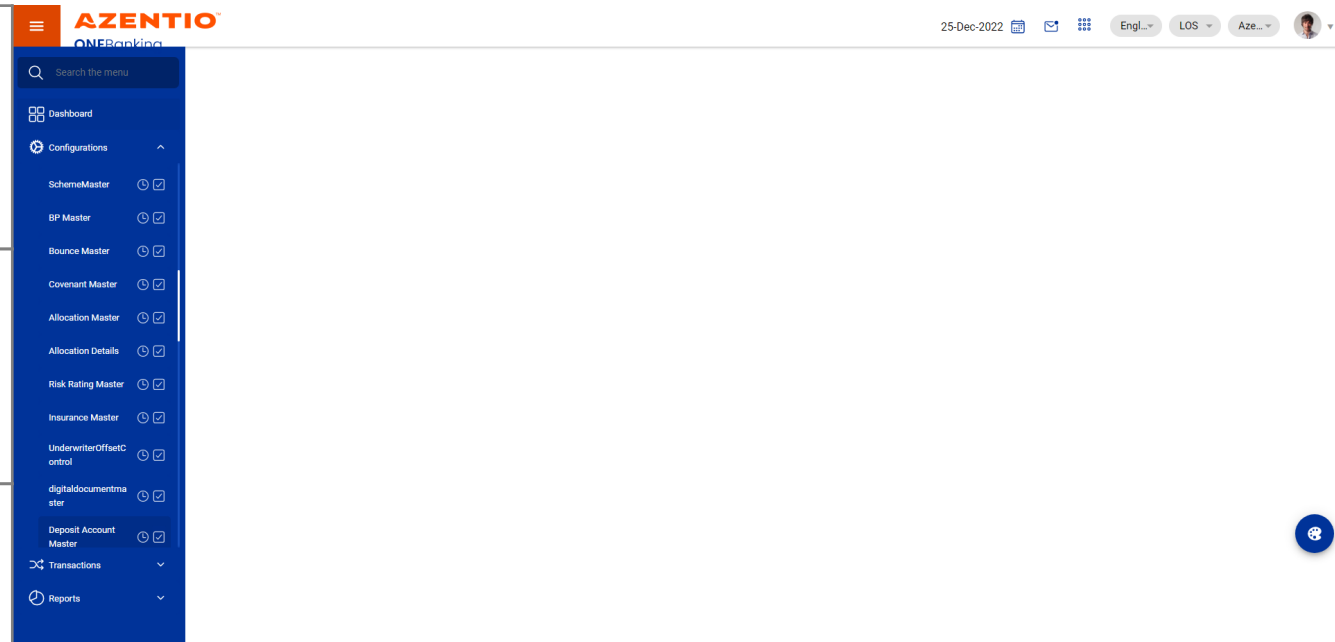 AZENTIO
ONEBanking
25-Dec-2022
Engl...
LOS
Aze...
Search the menu
Dashboard
Configurations
SchemeMaster
BP Master
Bounce Master
Covenant Master
Allocation Master
Allocation Details
Risk Rating Master
Insurance Master
UnderwriterOffsetC
ontrol
digitaldocumentma
ster
Deposit Account
Master
Transactions
Reports